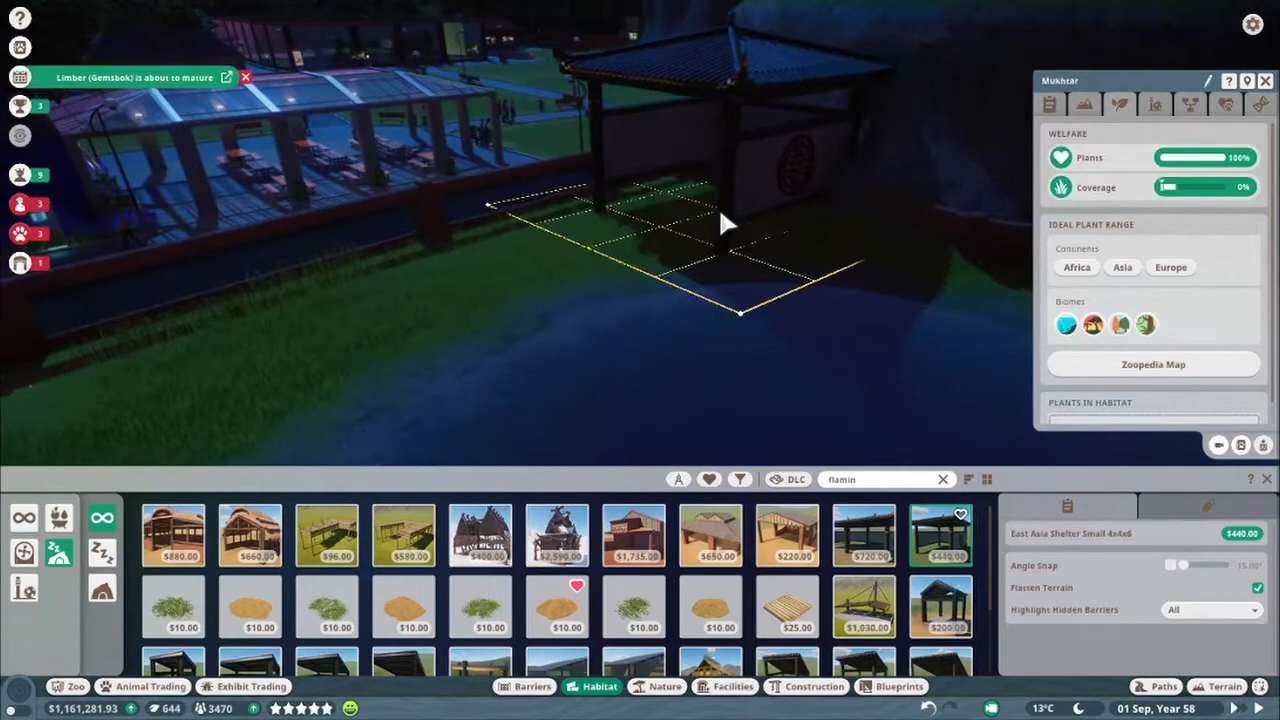 ?
Limber (Gemsbok) is about to mature
3
9
3
3
1
Mukhtar
?
WELFARE
Plants 100%
Coverage 0%
IDEAL PLANT RANGE
Continents
Africa Asia Europe
Biomes
Zoopedia Map
PLANTS IN HABITAT
DLC flamin
?
$880.00 $660.00 $96.00 $580.00 $400.00 $2,590.00 $1,735.00 $650.00 $220.00 $720.00 $440.00
$10.00 $10.00 $10.00 $10.00 $10.00 $10.00 $10.00 $10.00 $25.00 $1,030.00 $200.00
East Asia Shelter Small 4x4x6 $440.00
Angle Snap 15.00°
Flatten Terrain
Highlight Hidden Barriers All
Zoo Animal Trading Exhibit Trading Barriers Habitat Nature Facilities Construction Blueprints Paths Terrain
$1,161,281.93 644 3470 13°C 01 Sep, Year 58